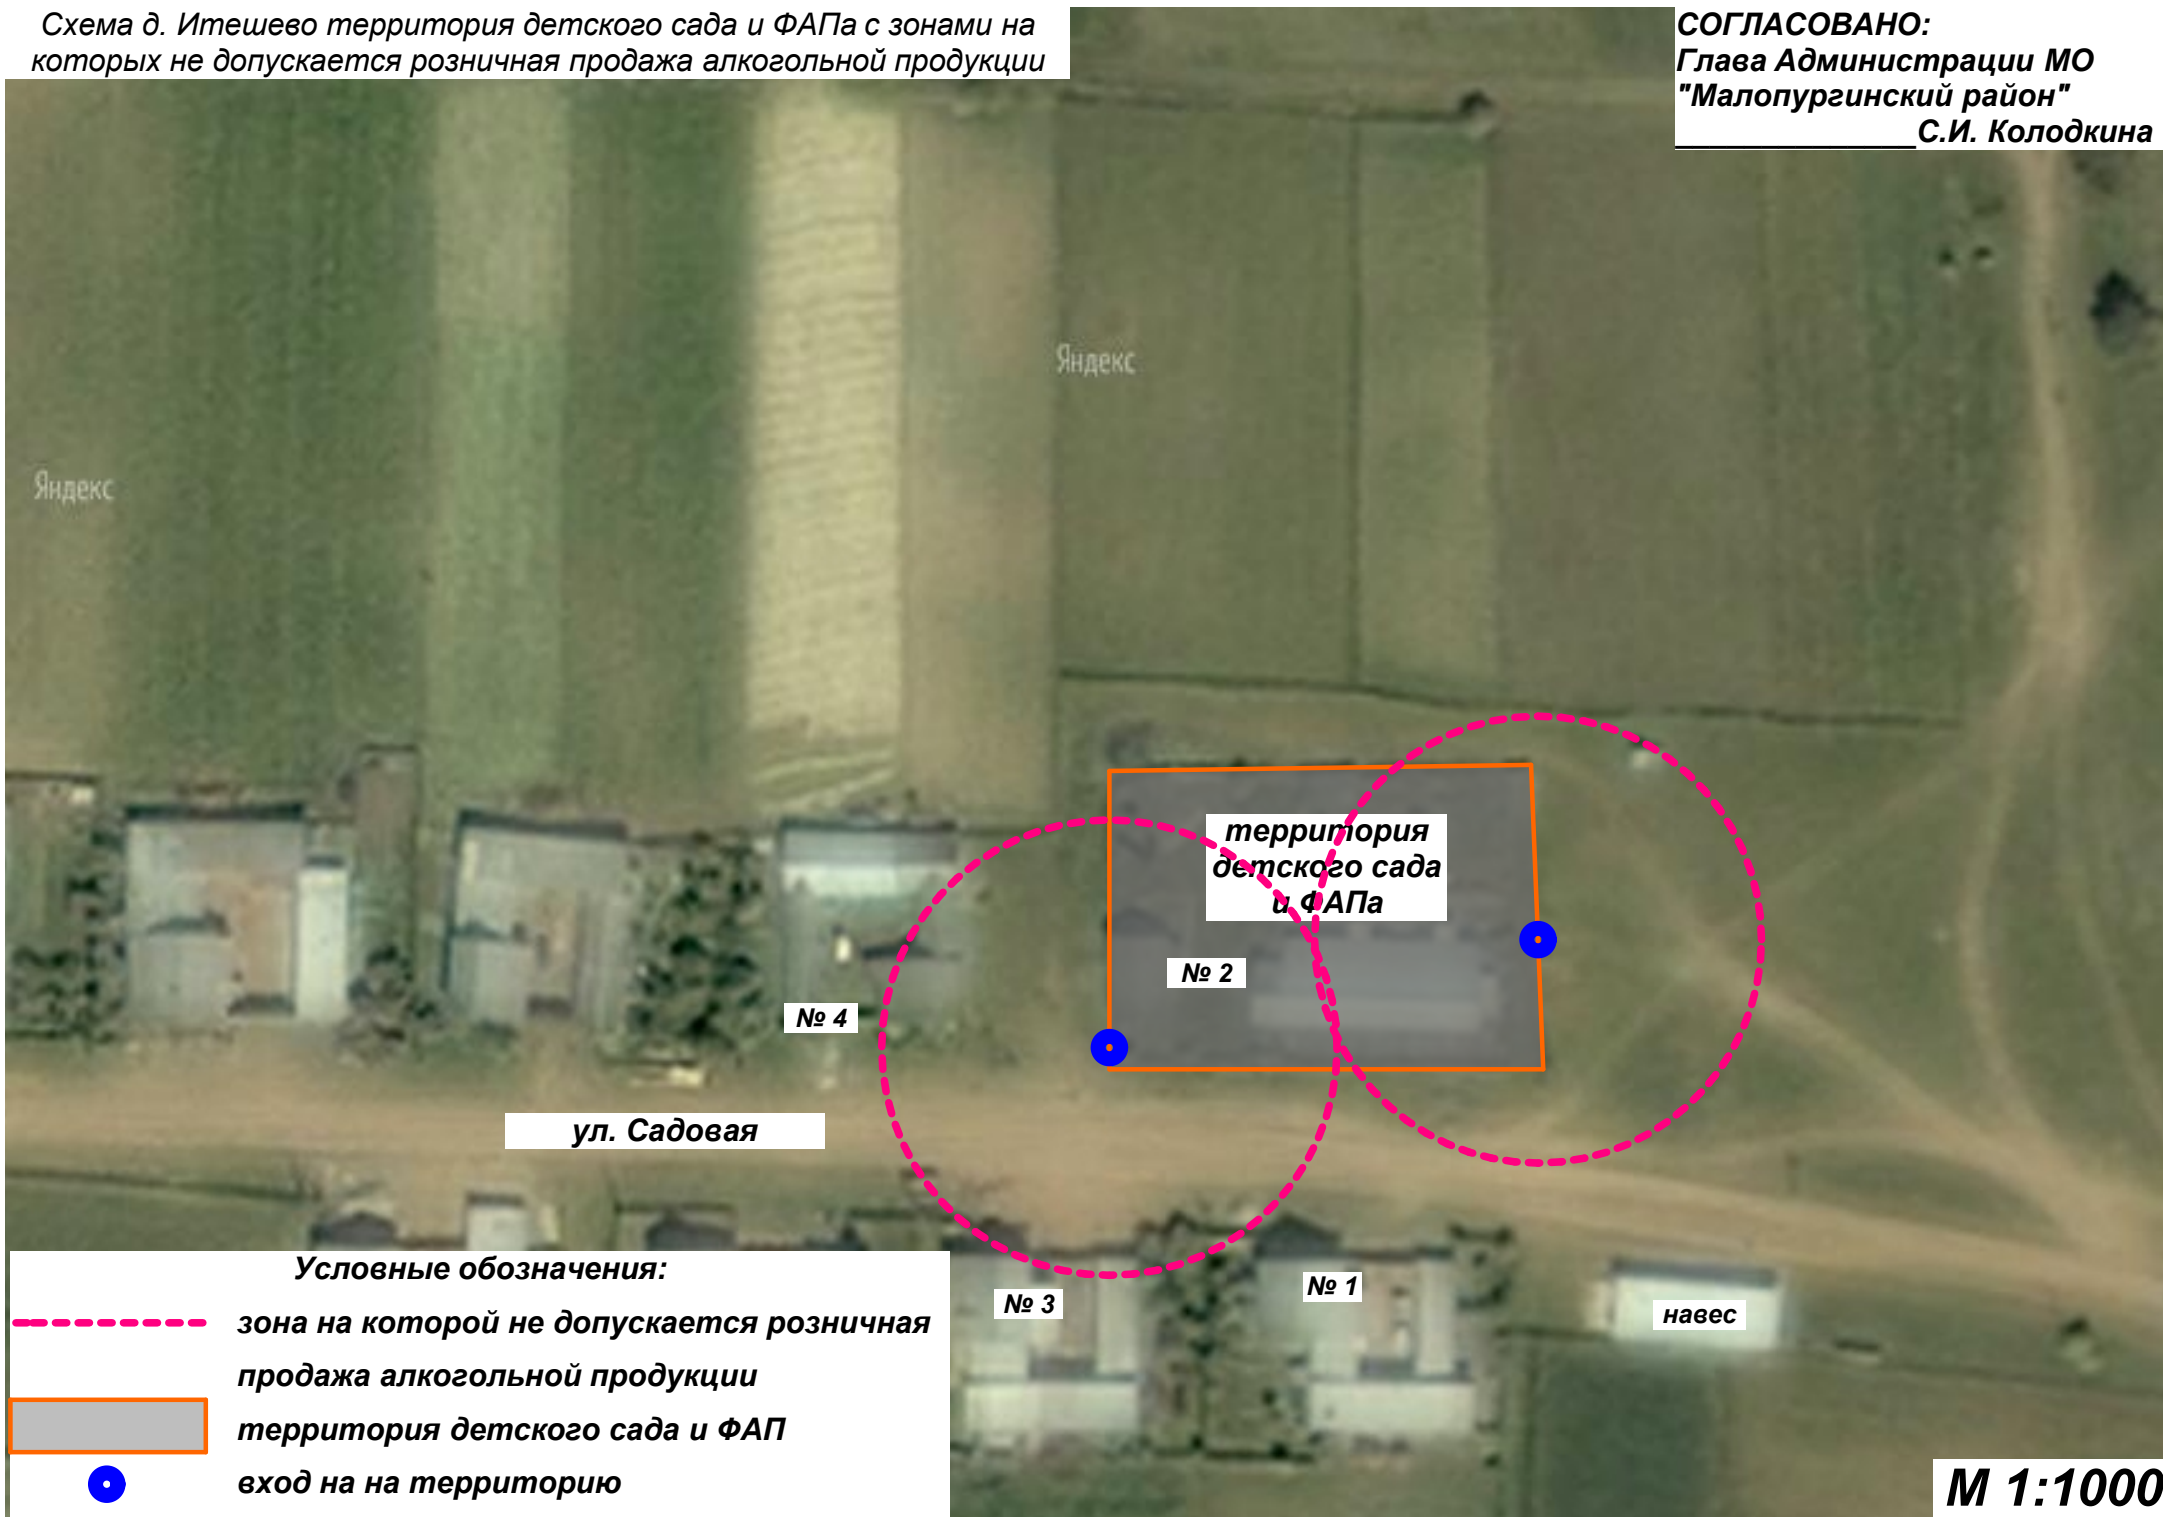 Схема д. Итешево территория детского сада и ФАПа с зонами на
которых не допускается розничная продажа алкогольной продукции
СОГЛАСОВАНО:
Глава Администрации МО
"Малопургинский район"
_______________С.И. Колодкина
Яндекс
Яндекс
территория
детского сада
и ФАПа
№ 2
№ 4
ул. Садовая
№ 3
№ 1
навес
Условные обозначения:
зона на которой не допускается розничная
продажа алкогольной продукции
территория детского сада и ФАП
вход на на территорию
М 1:1000